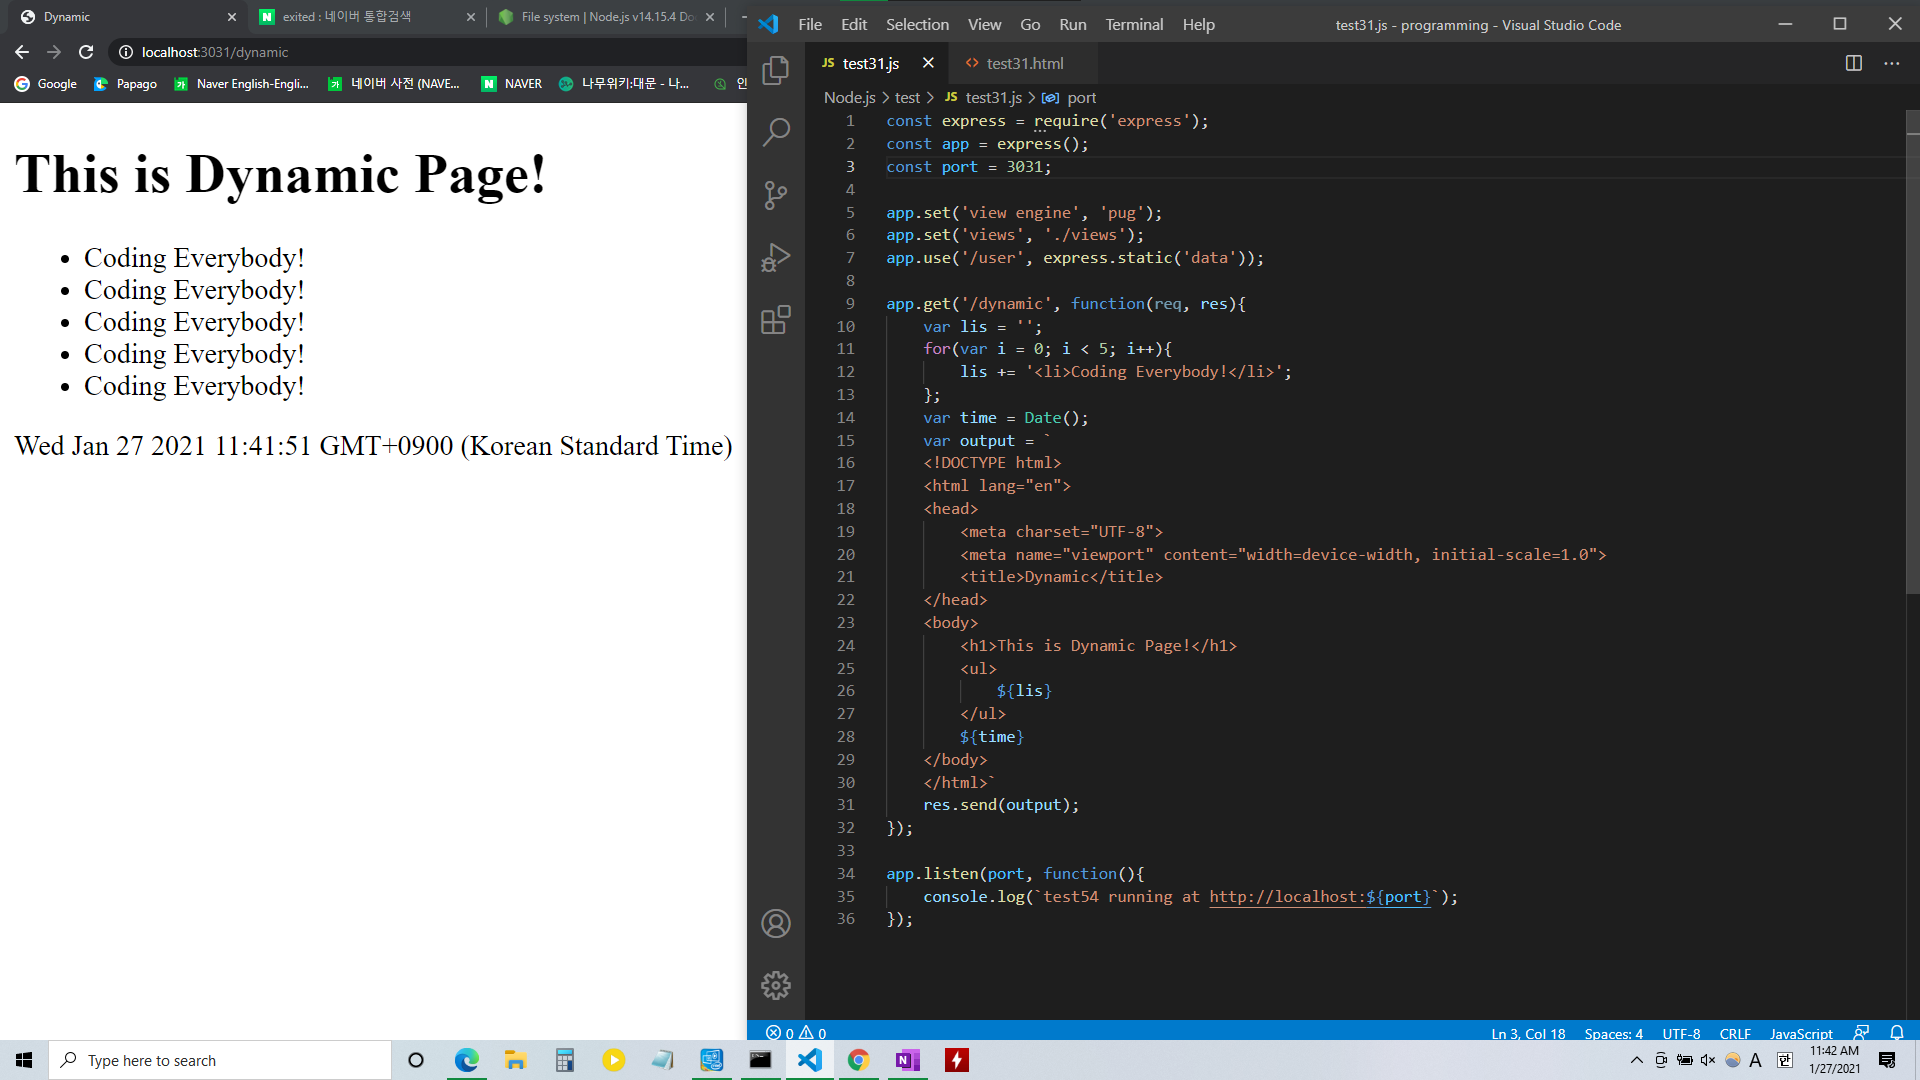 Dynamic
exited : 네이버 통합검색
File system | Node.js v14.15.4 Do
localhost:3031/dynamic
Google
Papago
Naver English-Engli...
네이버 사전 (NAVE...
NAVER
나무위키:대문 - 나...
This is Dynamic Page!
• Coding Everybody!
• Coding Everybody!
• Coding Everybody!
• Coding Everybody!
• Coding Everybody!
Wed Jan 27 2021 11:41:51 GMT+0900 (Korean Standard Time)
File Edit Selection View Go Run Terminal Help
test31.js - programming - Visual Studio Code
JS test31.js
<> test31.html
Node.js > test > JS test31.js > port
1 const express = require('express');
2 const app = express();
3 const port = 3031;
4
5 app.set('view engine', 'pug');
6 app.set('views', './views');
7 app.use('/user', express.static('data'));
8
9 app.get('/dynamic', function(req, res){
10     var lis = '';
11     for(var i = 0; i < 5; i++){
12         lis += '<li>Coding Everybody!</li>';
13     };
14     var time = Date();
15     var output = `
16     <!DOCTYPE html>
17     <html lang="en">
18     <head>
19         <meta charset="UTF-8">
20         <meta name="viewport" content="width=device-width, initial-scale=1.0">
21         <title>Dynamic</title>
22     </head>
23     <body>
24         <h1>This is Dynamic Page!</h1>
25         <ul>
26             ${lis}
27         </ul>
28         ${time}
29     </body>
30     </html>`
31     res.send(output);
32 });
33
34 app.listen(port, function(){
35     console.log(`test54 running at http://localhost:${port}`);
36 });
0 0
Ln 3, Col 18 Spaces: 4 UTF-8 CRLF JavaScript
Type here to search
A 한
11:42 AM
1/27/2021